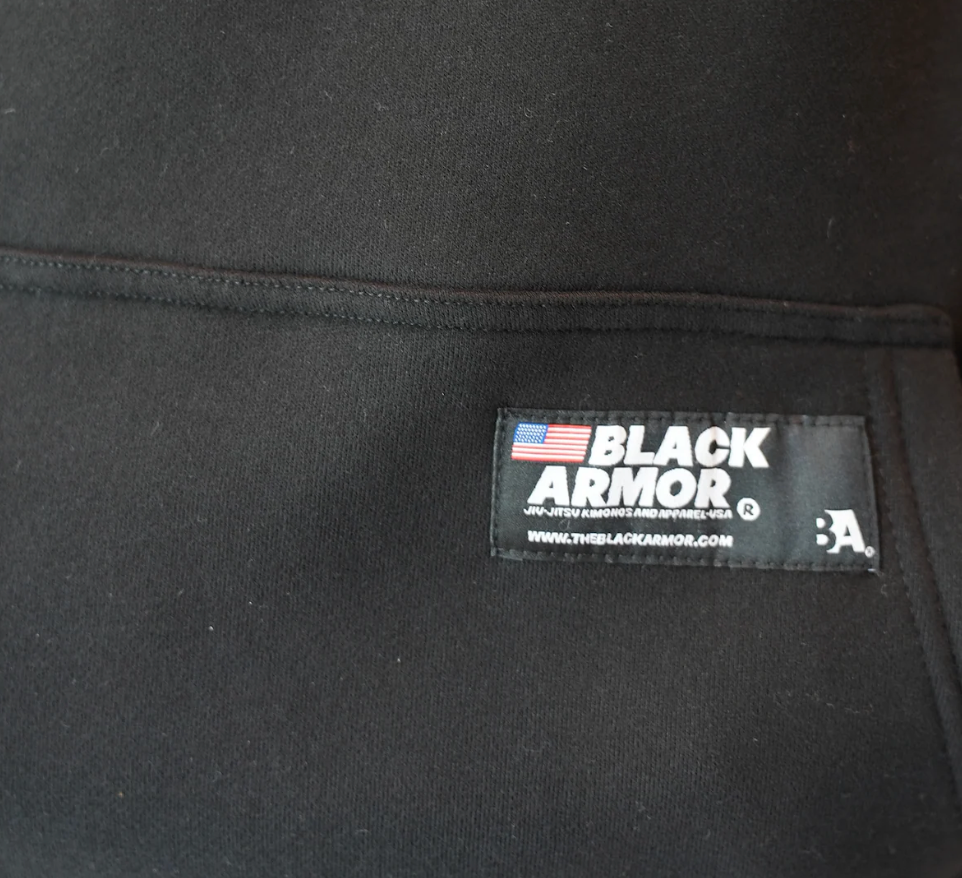 BLACK
ARMOR®
JIU-JITSU KIMONOS AND APPAREL-USA
WWW.THEBLACKARMOR.COM
BA